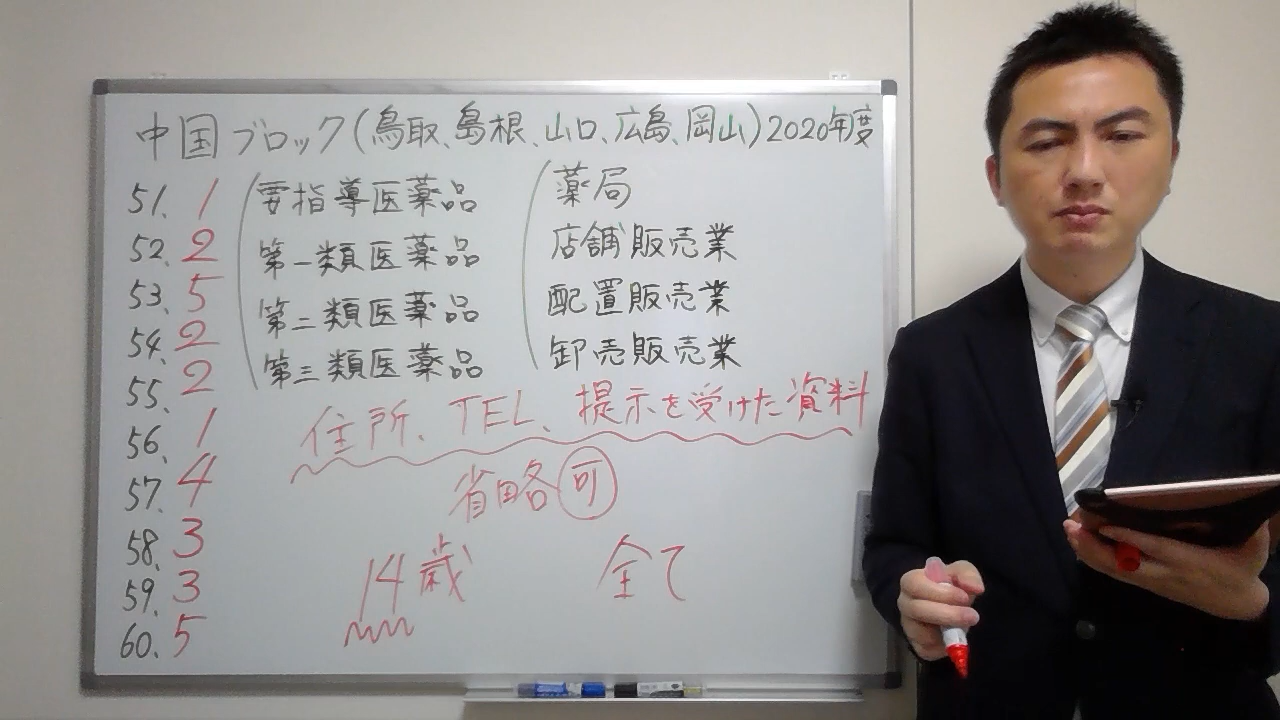 中国ブロック(鳥取、島根、山口、広島、岡山)2020年度
51. 1 要指導医薬品 薬局
52. 2 第一類医薬品 店舗販売業
53. 5 第二類医薬品 配置販売業
54. 2 第三類医薬品 卸売販売業
55. 2
住所、TEL、提示を受けた資料
56. 1
57. 4 省略可
58. 3
14歳 全て
59. 3
60. 5